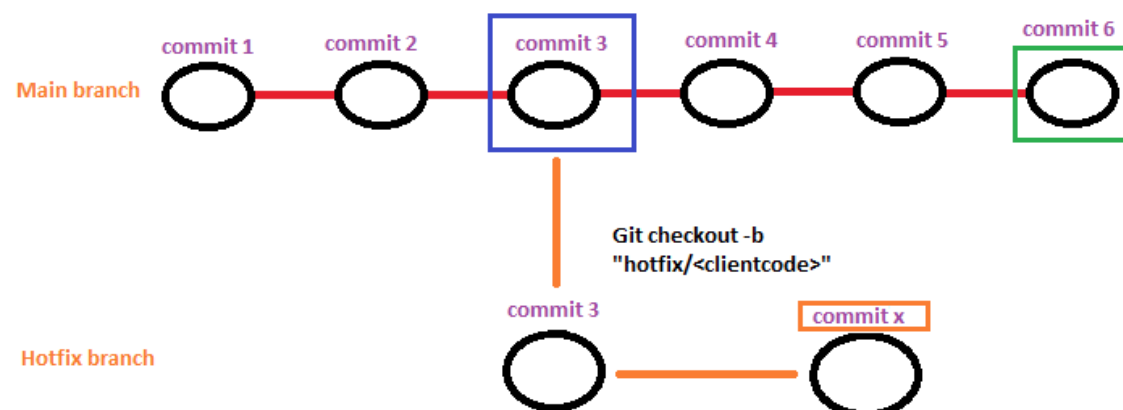 commit 1
commit 2
commit 3
commit 4
commit 5
commit 6
Main branch
Git checkout -b
"hotfix/<clientcode>"
commit 3
commit x
Hotfix branch